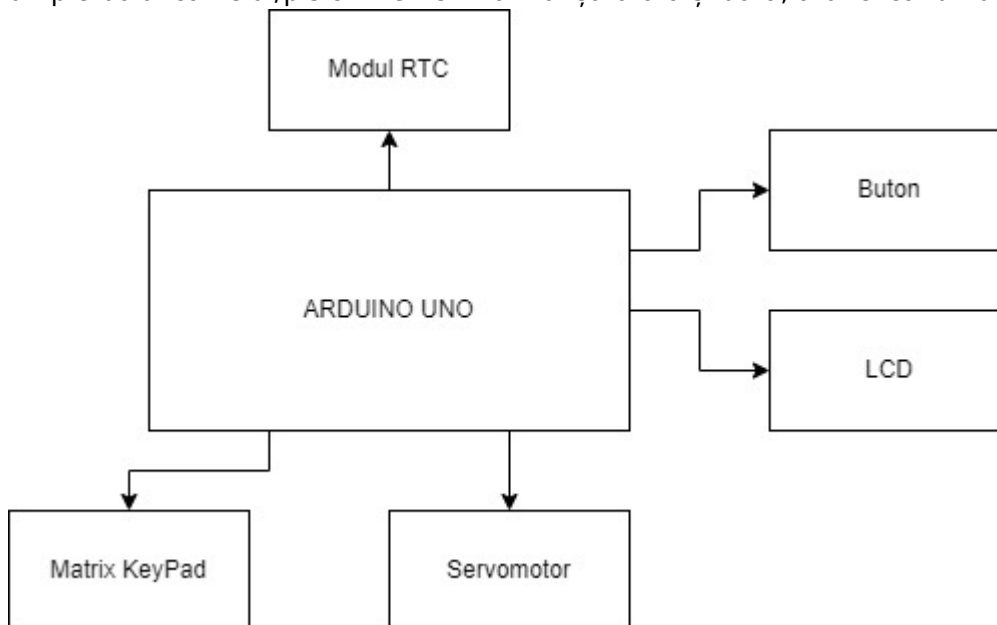 Modul RTC
Buton
ARDUINO UNO
LCD
Matrix KeyPad
Servomotor